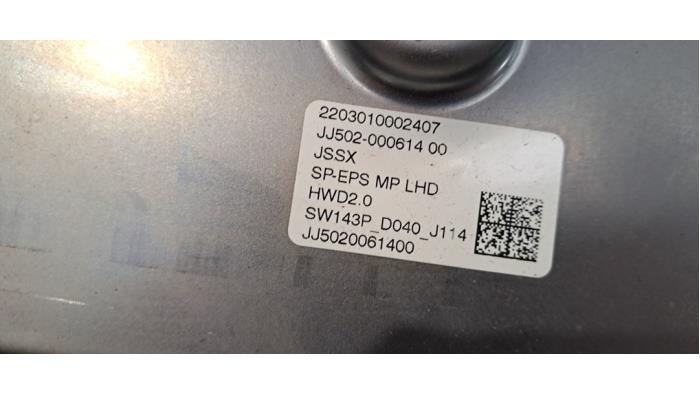 2203010002407
JJ502-000614 00
JSSX
SP-EPS MP LHD
HWD2.0
SW143P_D040_J114
JJ5020061400